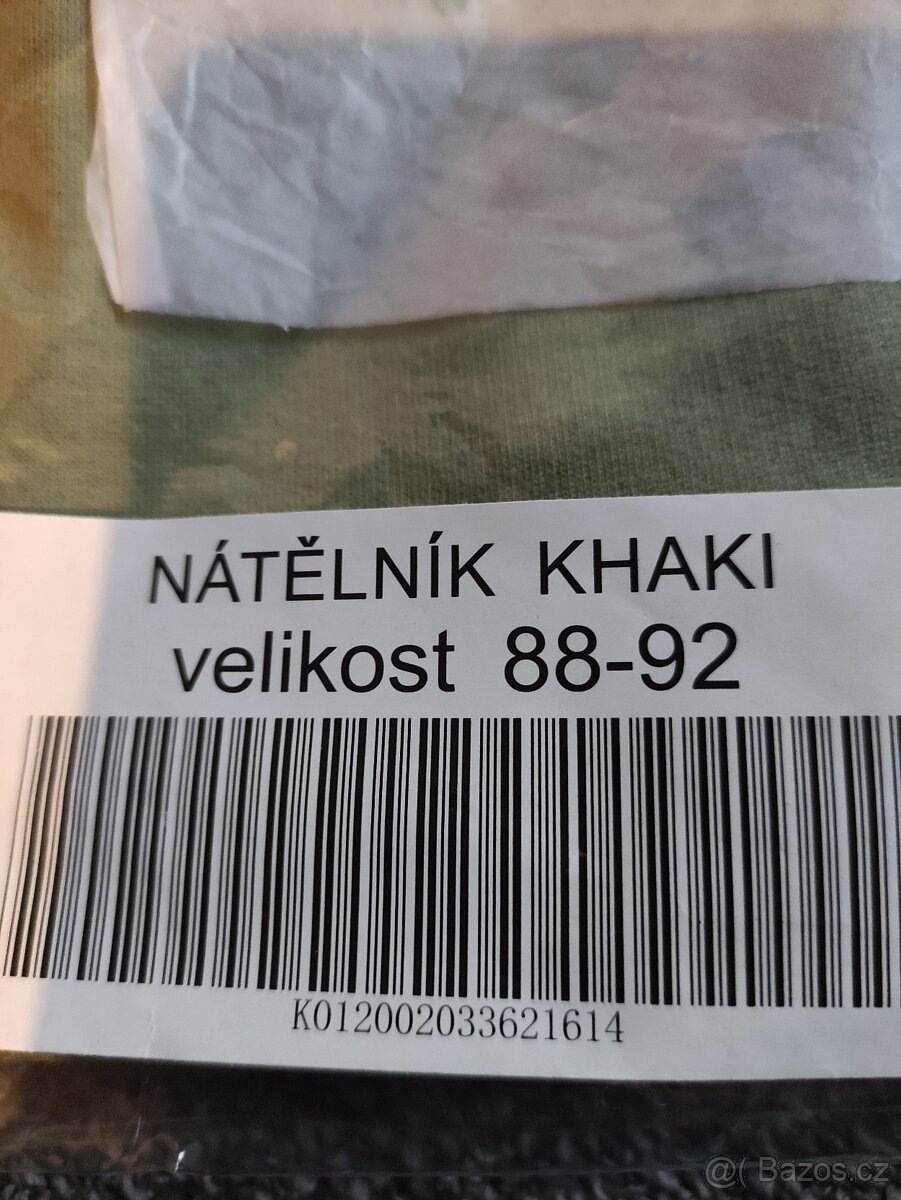 NÁTĚLNÍK KHAKI
velikost 88-92
K012002033621614
@( Bazos.cz